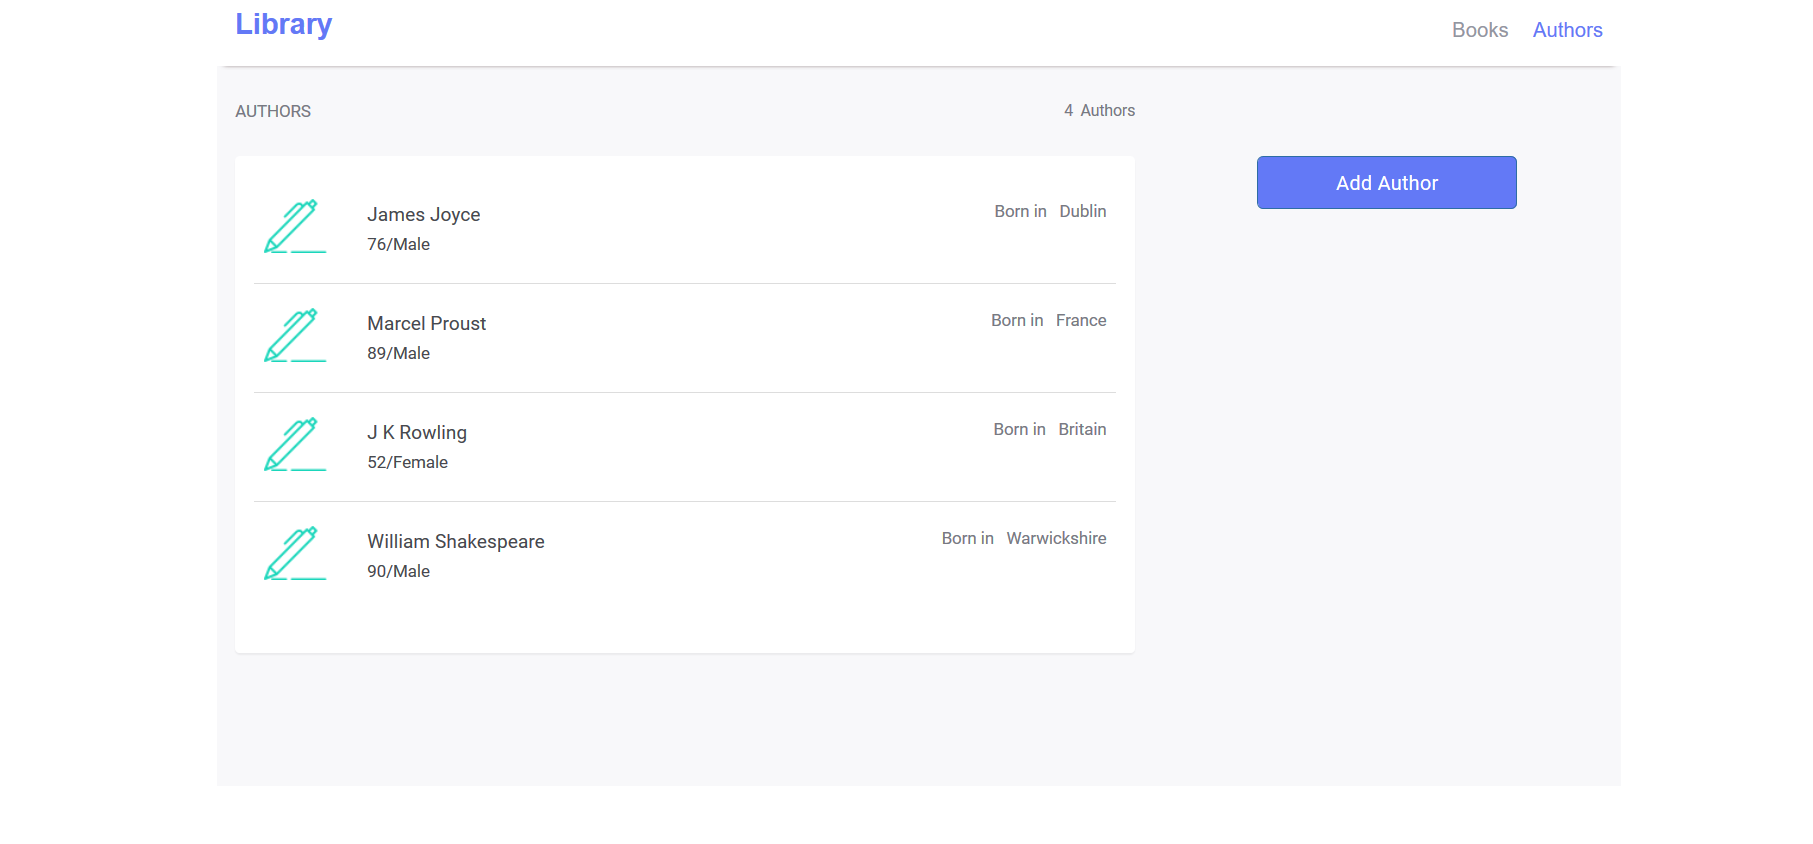 Library
Books Authors
AUTHORS
4 Authors
Add Author
James Joyce
Born in Dublin
76/Male
Marcel Proust
Born in France
89/Male
J K Rowling
Born in Britain
52/Female
William Shakespeare
Born in Warwickshire
90/Male